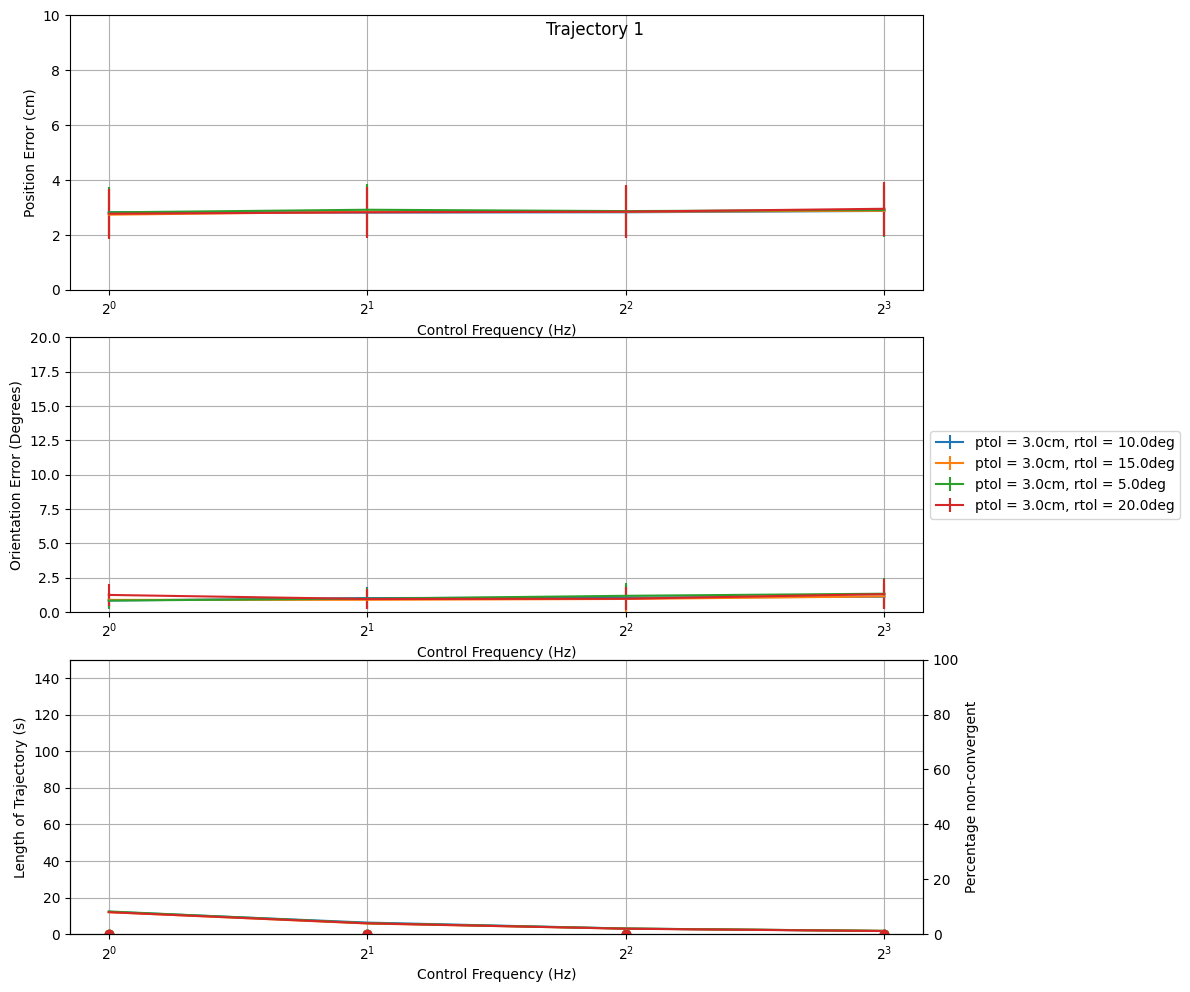 Trajectory 1
10
8
6
4
2
0
Position Error (cm)
2^0 2^1 2^2 2^3
Control Frequency (Hz)
20.0
17.5
15.0
12.5
10.0
7.5
5.0
2.5
0.0
Orientation Error (Degrees)
2^0 2^1 2^2 2^3
Control Frequency (Hz)
ptol = 3.0cm, rtol = 10.0deg
ptol = 3.0cm, rtol = 15.0deg
ptol = 3.0cm, rtol = 5.0deg
ptol = 3.0cm, rtol = 20.0deg
140
120
100
80
60
40
20
0
Length of Trajectory (s)
100
80
60
40
20
0
Percentage non-convergent
2^0 2^1 2^2 2^3
Control Frequency (Hz)